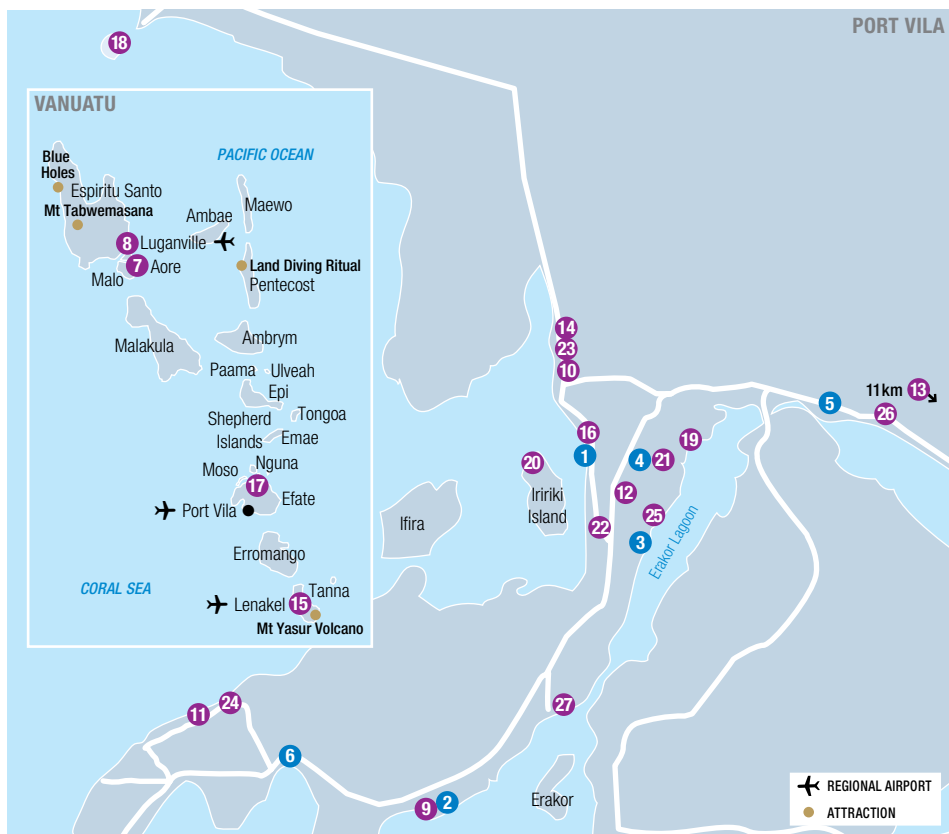 PORT VILA
18
VANUATU
PACIFIC OCEAN
Blue
Holes
Espiritu Santo
Maewo
Mt Tabwemasana
Ambae
8 Luganville
Land Diving Ritual
7 Aore
Pentecost
Malo
Ambrym
Malakula
Paama
Ulveah
Epi
Tongoa
Shepherd
Islands
Emae
Nguna
Moso
17
Efate
Port Vila
Erromango
CORAL SEA
Tanna
Lenakel 15
Mt Yasur Volcano
14
23
10
11km 13
5
26
16
1
19
4 21
20
Iririki
Island
12
25
22
3
Ifira
Erakor Lagoon
24
11
27
6
9 2
Erakor
REGIONAL AIRPORT
ATTRACTION